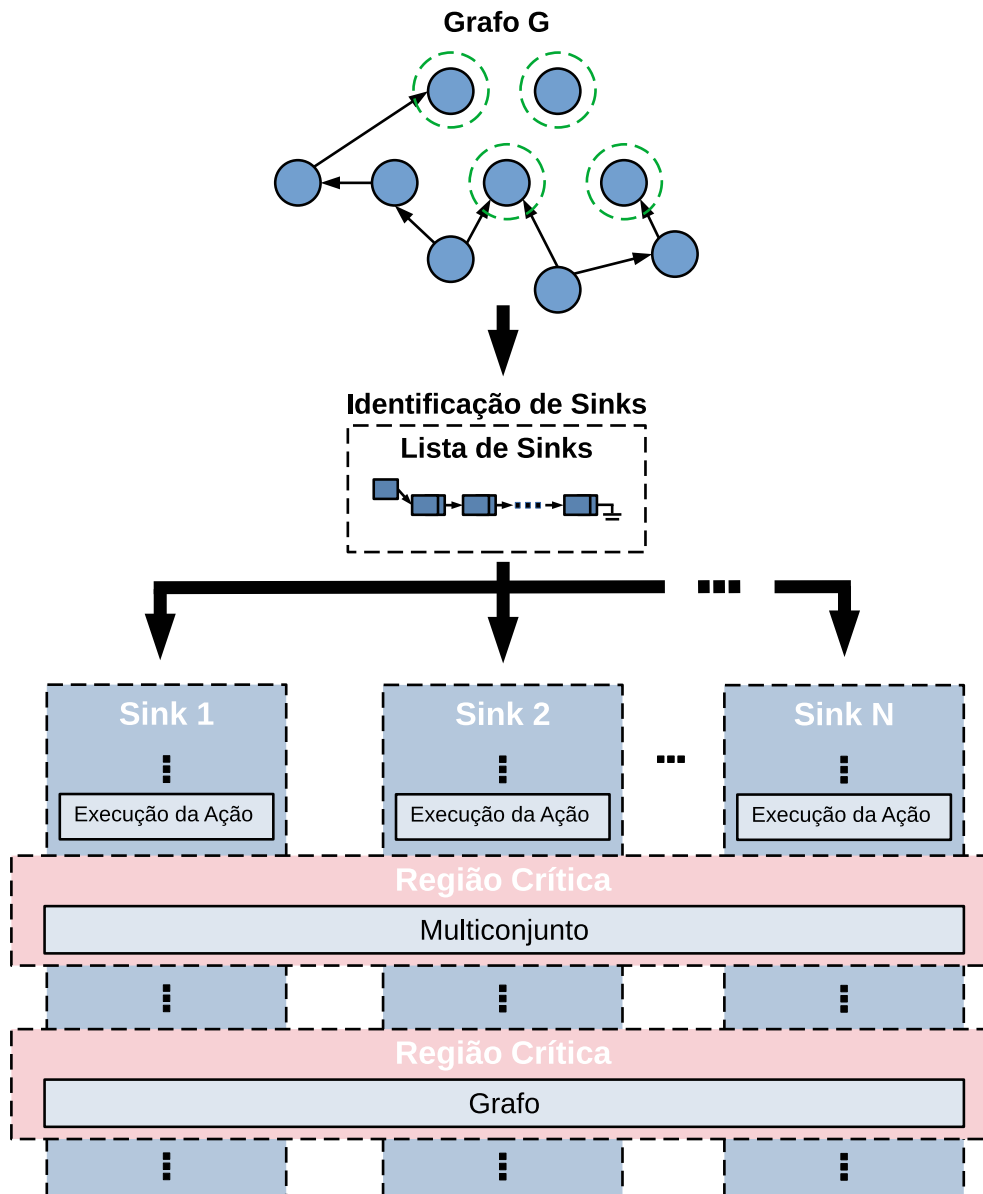 Grafo G
Identificação de Sinks
Lista de Sinks
Sink 1
Sink 2
Sink N
Execução da Ação
Execução da Ação
Execução da Ação
Região Crítica
Multiconjunto
Região Crítica
Grafo